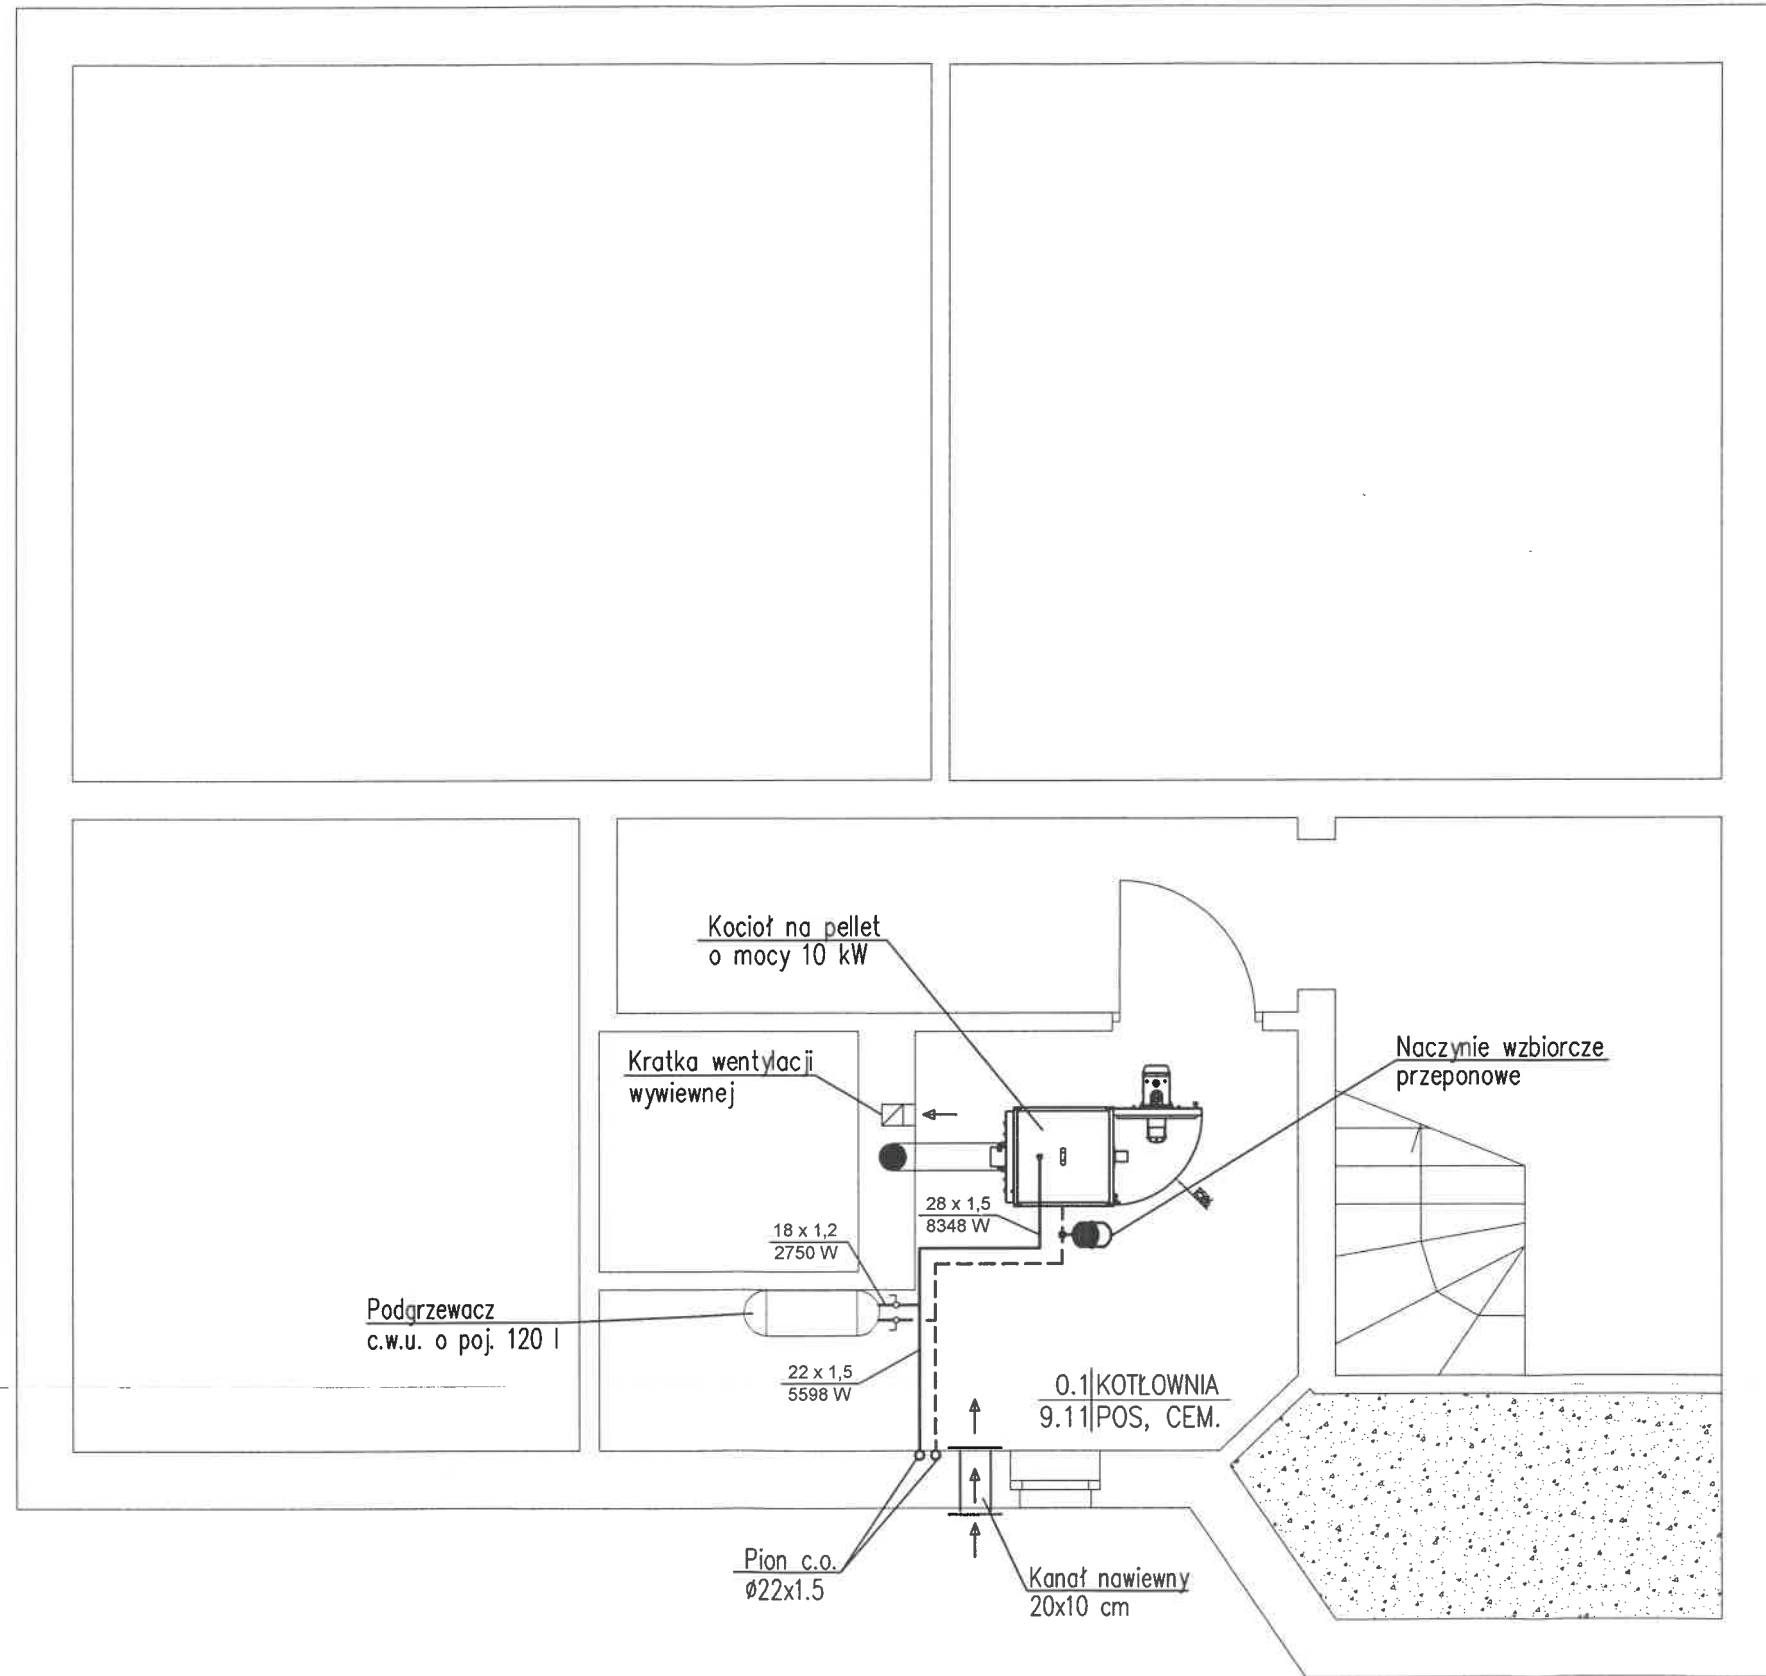 Kocioł na pellet
o mocy 10 kW
Kratka wentylacji
wywiewnej
Naczynie wzbiorcze
przeponowe
28 x 1,5
8348 W
18 x 1,2
2750 W
Podgrzewacz
c.w.u. o poj. 120 l
22 x 1,5
5598 W
0.1 KOTŁOWNIA
9.11 POS, CEM.
Pion c.o.
ø22x1.5
Kanał nawiewny
20x10 cm